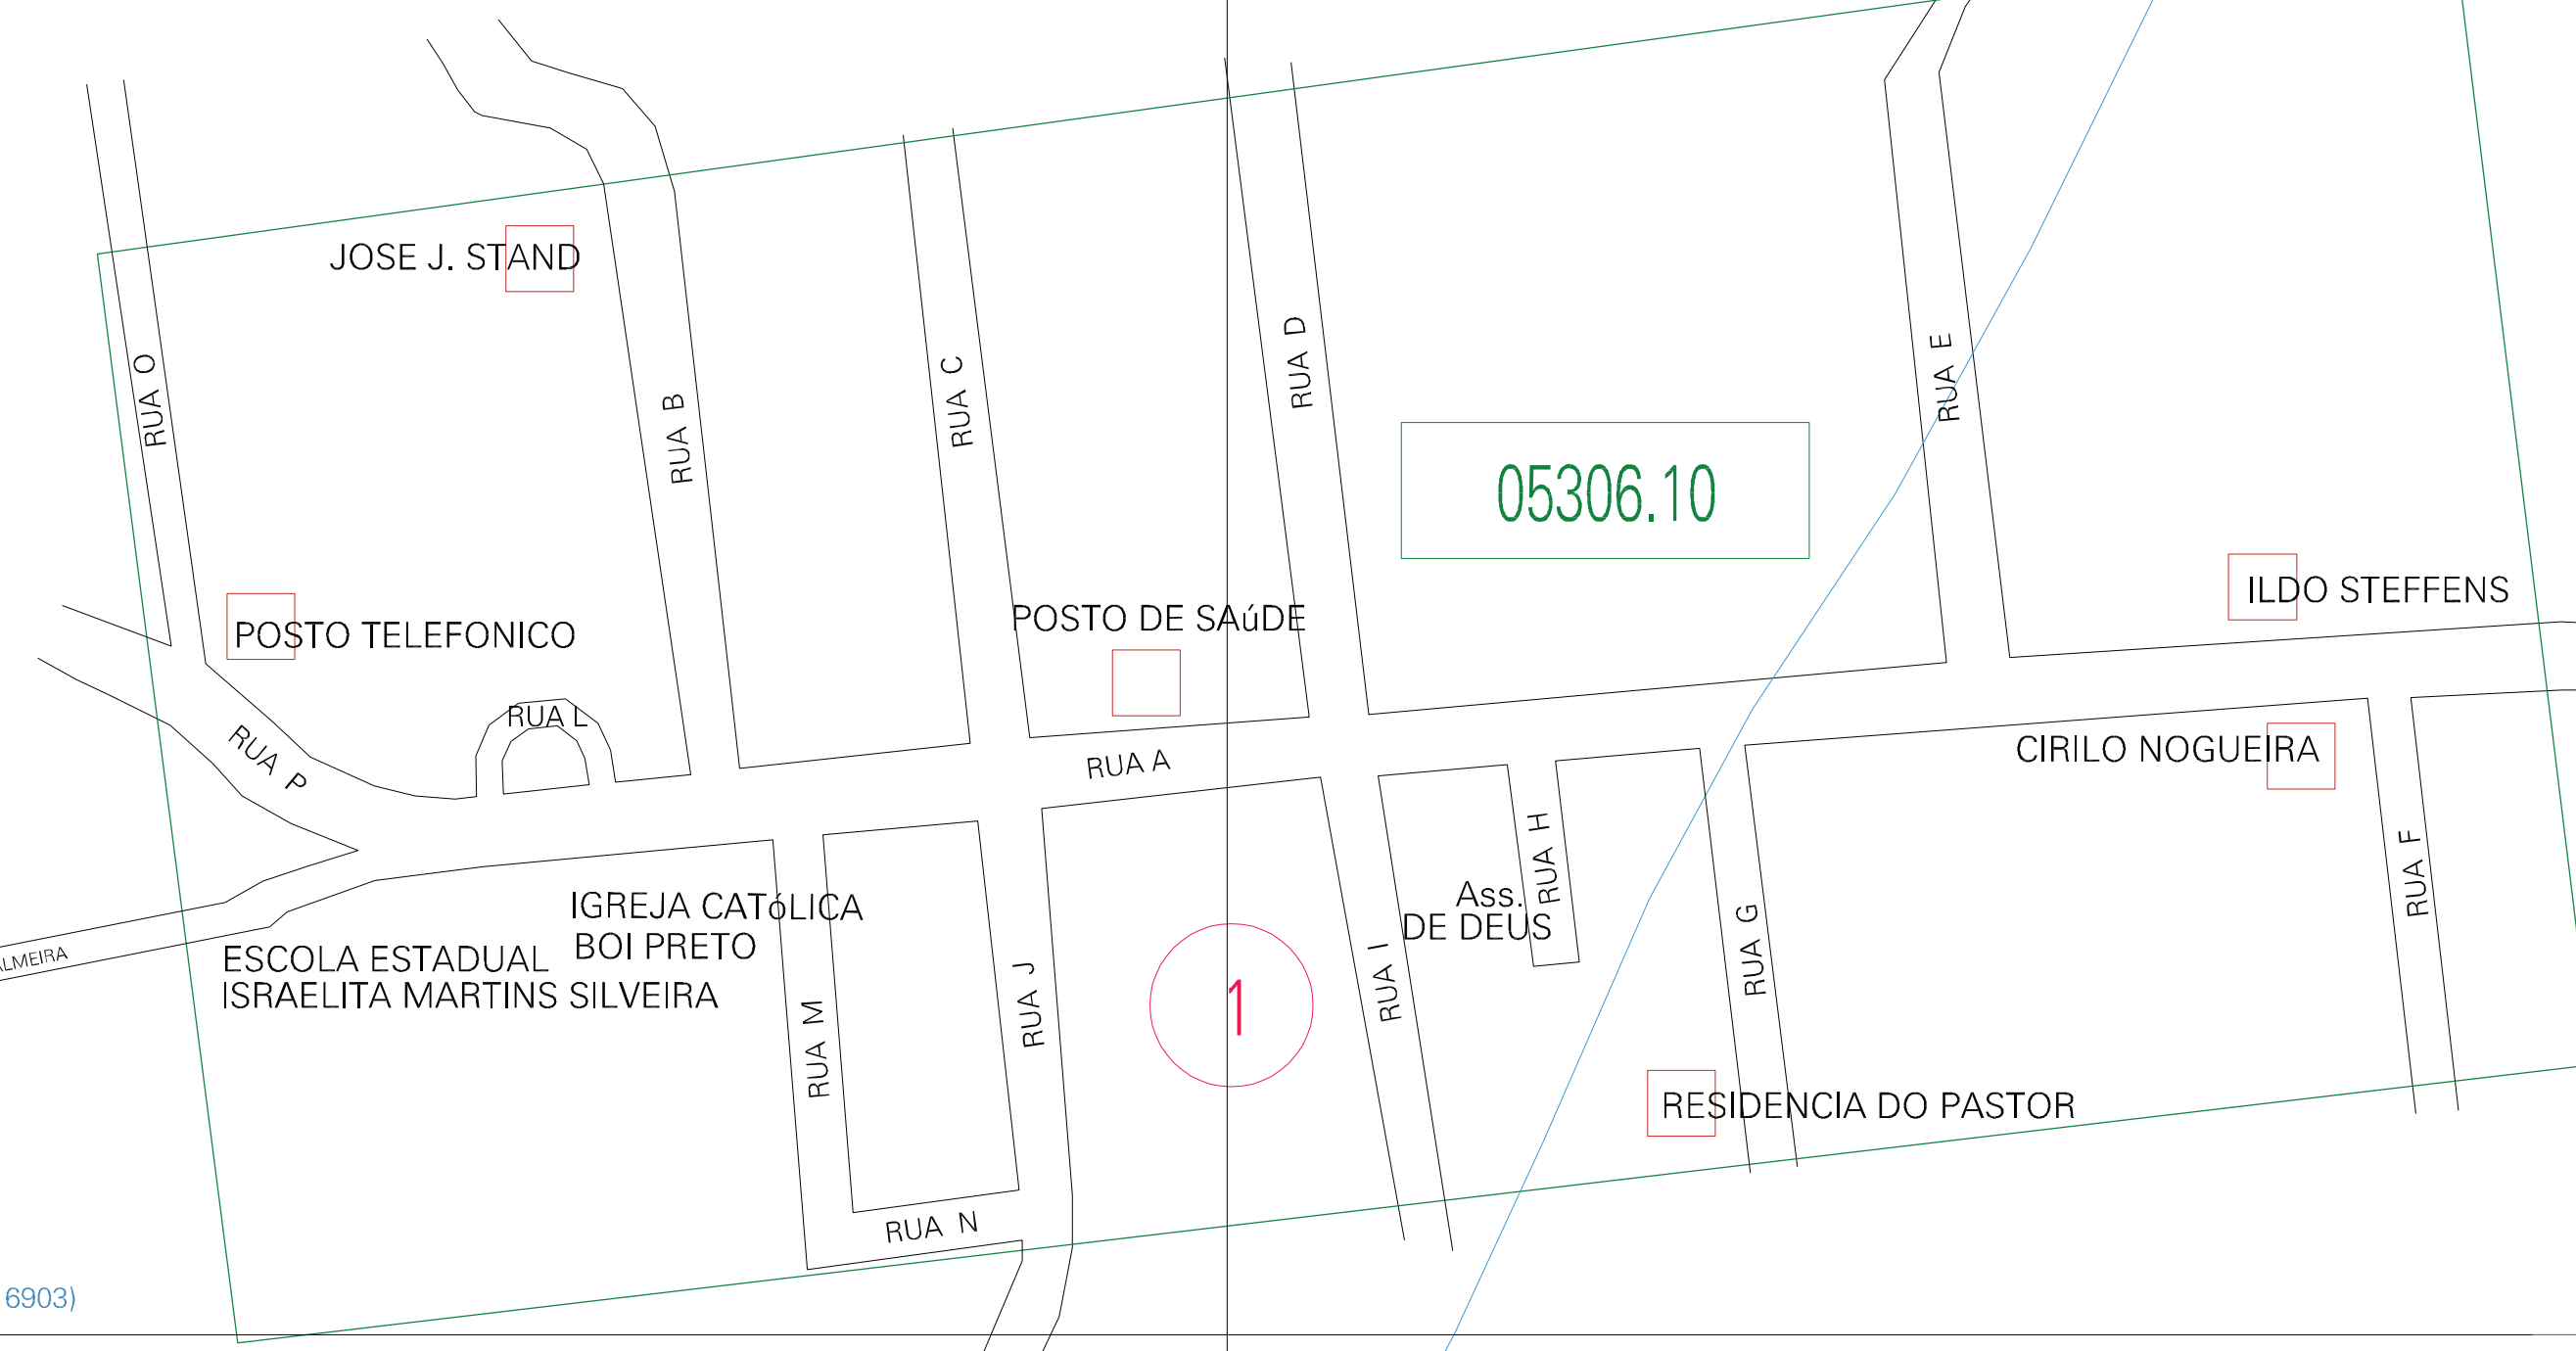 JOSE J. STAND
RUA O
RUA B
RUA C
RUA D
RUA E
05306.10
POSTO TELEFONICO
POSTO DE SAúDE
ILDO STEFFENS
RUA L
RUA P
RUA A
CIRILO NOGUEIRA
RUA H
RUA F
IGREJA CATóLICA
BOI PRETO
Ass.
DE DEUS
RUA G
ESCOLA ESTADUAL
ISRAELITA MARTINS SILVEIRA
ALMEIRA
RUA M
RUA J
1
RUA I
RESIDENCIA DO PASTOR
RUA N
6903)